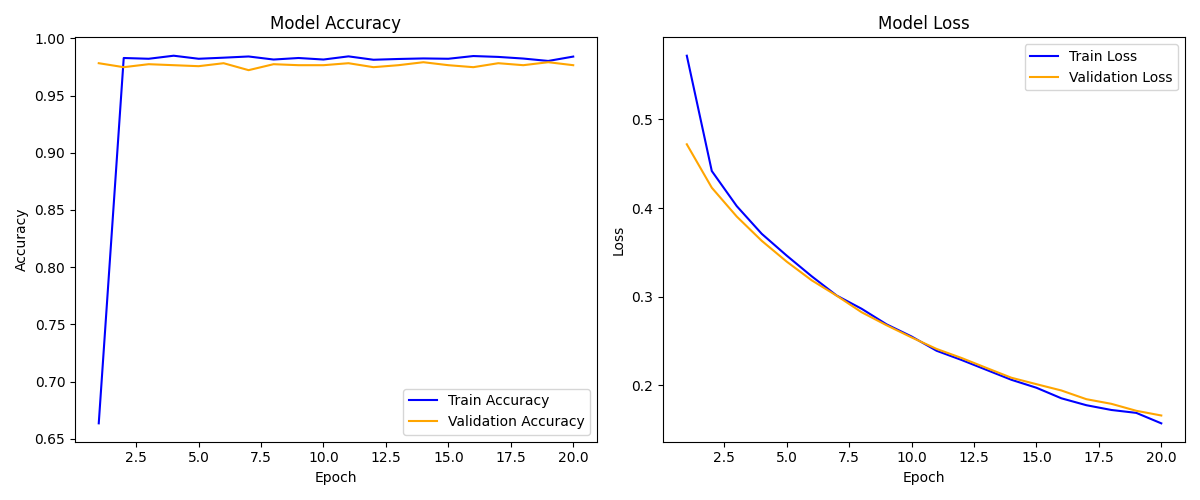 Model Accuracy
1.00
0.95
0.90
0.85
0.80
0.75
0.70
0.65
Accuracy
Train Accuracy
Validation Accuracy
2.5 5.0 7.5 10.0 12.5 15.0 17.5 20.0
Epoch
Model Loss
Train Loss
Validation Loss
0.5
0.4
0.3
0.2
Loss
2.5 5.0 7.5 10.0 12.5 15.0 17.5 20.0
Epoch